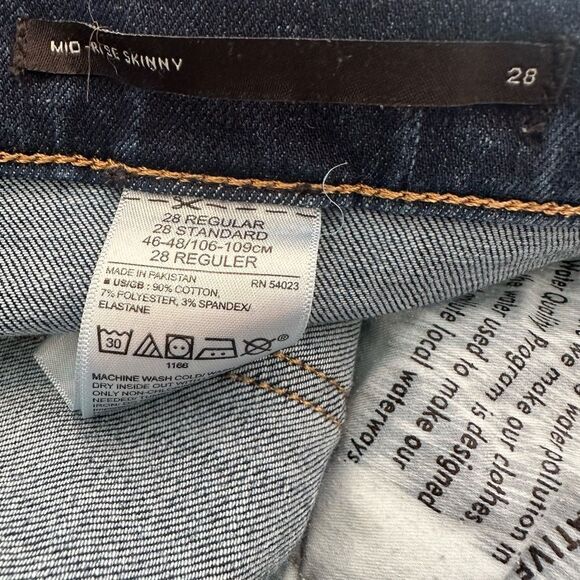 MID-RISE SKINNY
28
28 REGULAR
28 STANDARD
46-48/106-109CM
28 REGULER
MADE IN PAKISTAN
RN 54023
US/GB: 90% COTTON,
7% POLYESTER, 3% SPANDEX/
ELASTANE
30
1166
MACHINE WASH COLD/
DRY INSIDE OUT
ONLY NON-
NEEDED
Whole Quality Program is designed
water used to make our
local waterways.
we make our clothes,
water pollution in